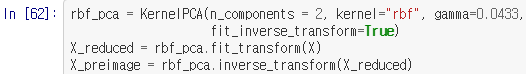 In [62]: rbf_pca = KernelPCA(n_components = 2, kernel="rbf", gamma=0.0433,
fit_inverse_transform=True)
X_reduced = rbf_pca.fit_transform(X)
X_preimage = rbf_pca.inverse_transform(X_reduced)